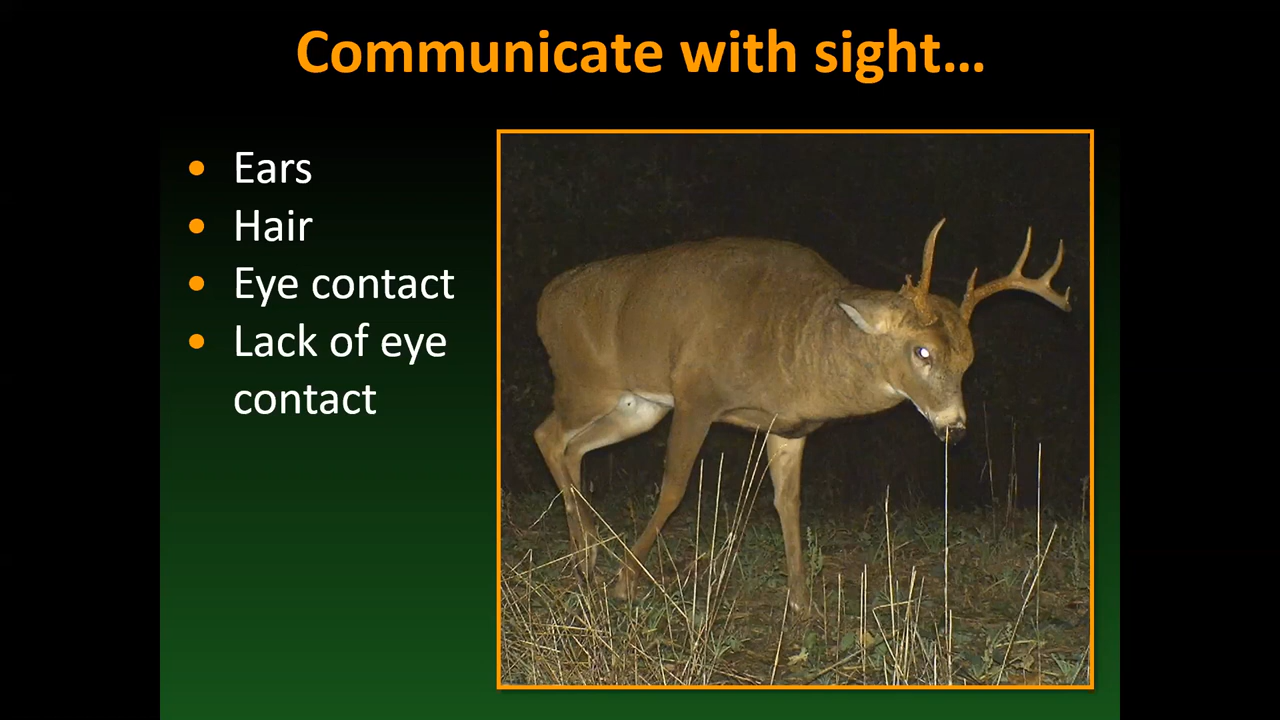 Communicate with sight…
• Ears
• Hair
• Eye contact
• Lack of eye
contact